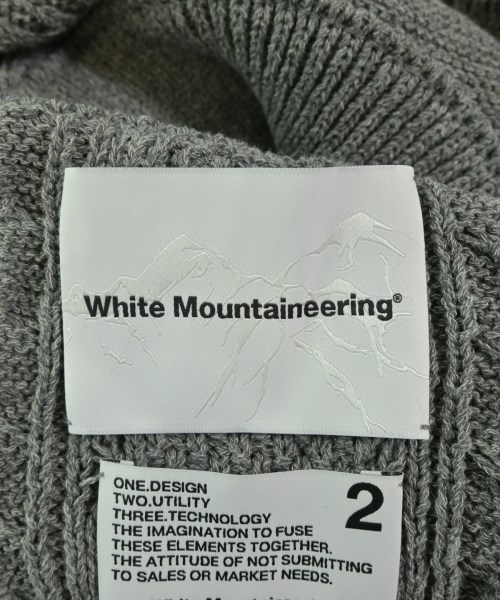 White Mountaineering®
ONE.DESIGN
2
TWO.UTILITY
THREE.TECHNOLOGY
THE IMAGINATION TO FUSE
THESE ELEMENTS TOGETHER.
THE ATTITUDE OF NOT SUBMITTING
TO SALES OR MARKET NEEDS.
White